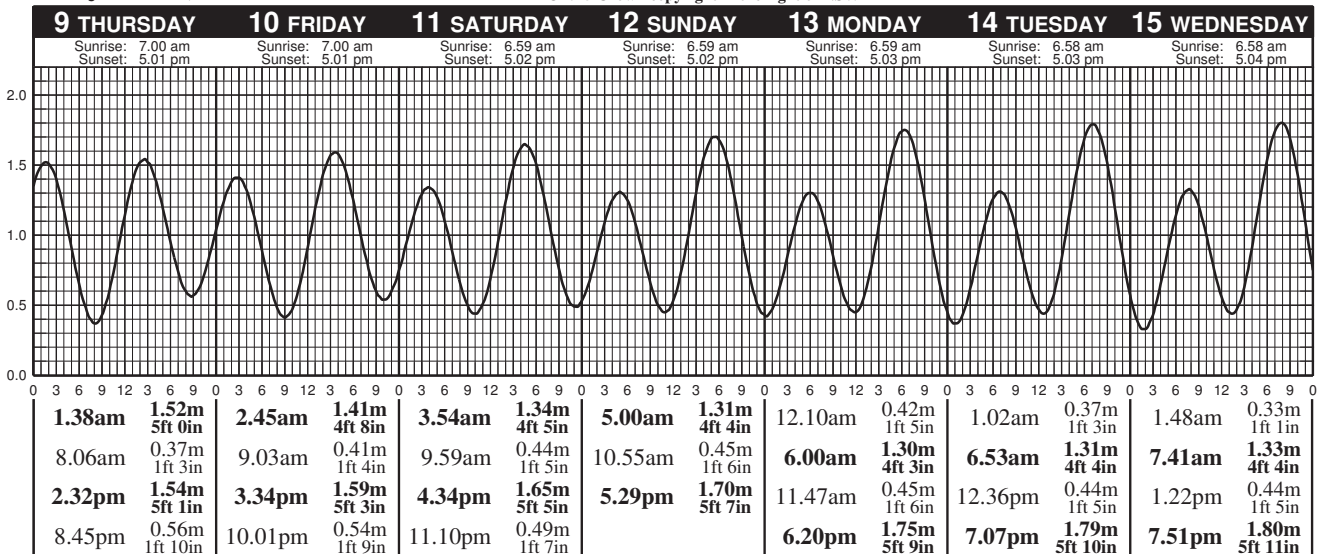 9 THURSDAY 10 FRIDAY 11 SATURDAY 12 SUNDAY 13 MONDAY 14 TUESDAY 15 WEDNESDAY
Sunrise: 7.00 am Sunrise: 7.00 am Sunrise: 6.59 am Sunrise: 6.59 am Sunrise: 6.59 am Sunrise: 6.58 am Sunrise: 6.58 am
Sunset: 5.01 pm Sunset: 5.01 pm Sunset: 5.02 pm Sunset: 5.02 pm Sunset: 5.03 pm Sunset: 5.03 pm Sunset: 5.04 pm
2.0
1.5
1.0
0.5
0.0
0 3 6 9 12 3 6 9 0 3 6 9 12 3 6 9 0 3 6 9 12 3 6 9 0 3 6 9 12 3 6 9 0 3 6 9 12 3 6 9 0 3 6 9 12 3 6 9 0 3 6 9 12 3 6 9 0
1.38am 1.52m 2.45am 1.41m 3.54am 1.34m 5.00am 1.31m 12.10am 0.42m 1.02am 0.37m 1.48am 0.33m
5ft 0in 4ft 8in 4ft 5in 4ft 4in 1ft 5in 1ft 3in 1ft 1in
8.06am 0.37m 9.03am 0.41m 9.59am 0.44m 10.55am 0.45m 6.00am 1.30m 6.53am 1.31m 7.41am 1.33m
1ft 3in 1ft 4in 1ft 5in 1ft 6in 4ft 3in 4ft 4in 4ft 4in
2.32pm 1.54m 3.34pm 1.59m 4.34pm 1.65m 5.29pm 1.70m 11.47am 0.45m 12.36pm 0.44m 1.22pm 0.44m
5ft 1in 5ft 3in 5ft 5in 5ft 7in 1ft 6in 1ft 5in 1ft 5in
8.45pm 0.56m 10.01pm 0.54m 11.10pm 0.49m 6.20pm 1.75m 7.07pm 1.79m 7.51pm 1.80m
1ft 10in 1ft 9in 1ft 7in 5ft 9in 5ft 10in 5ft 11in